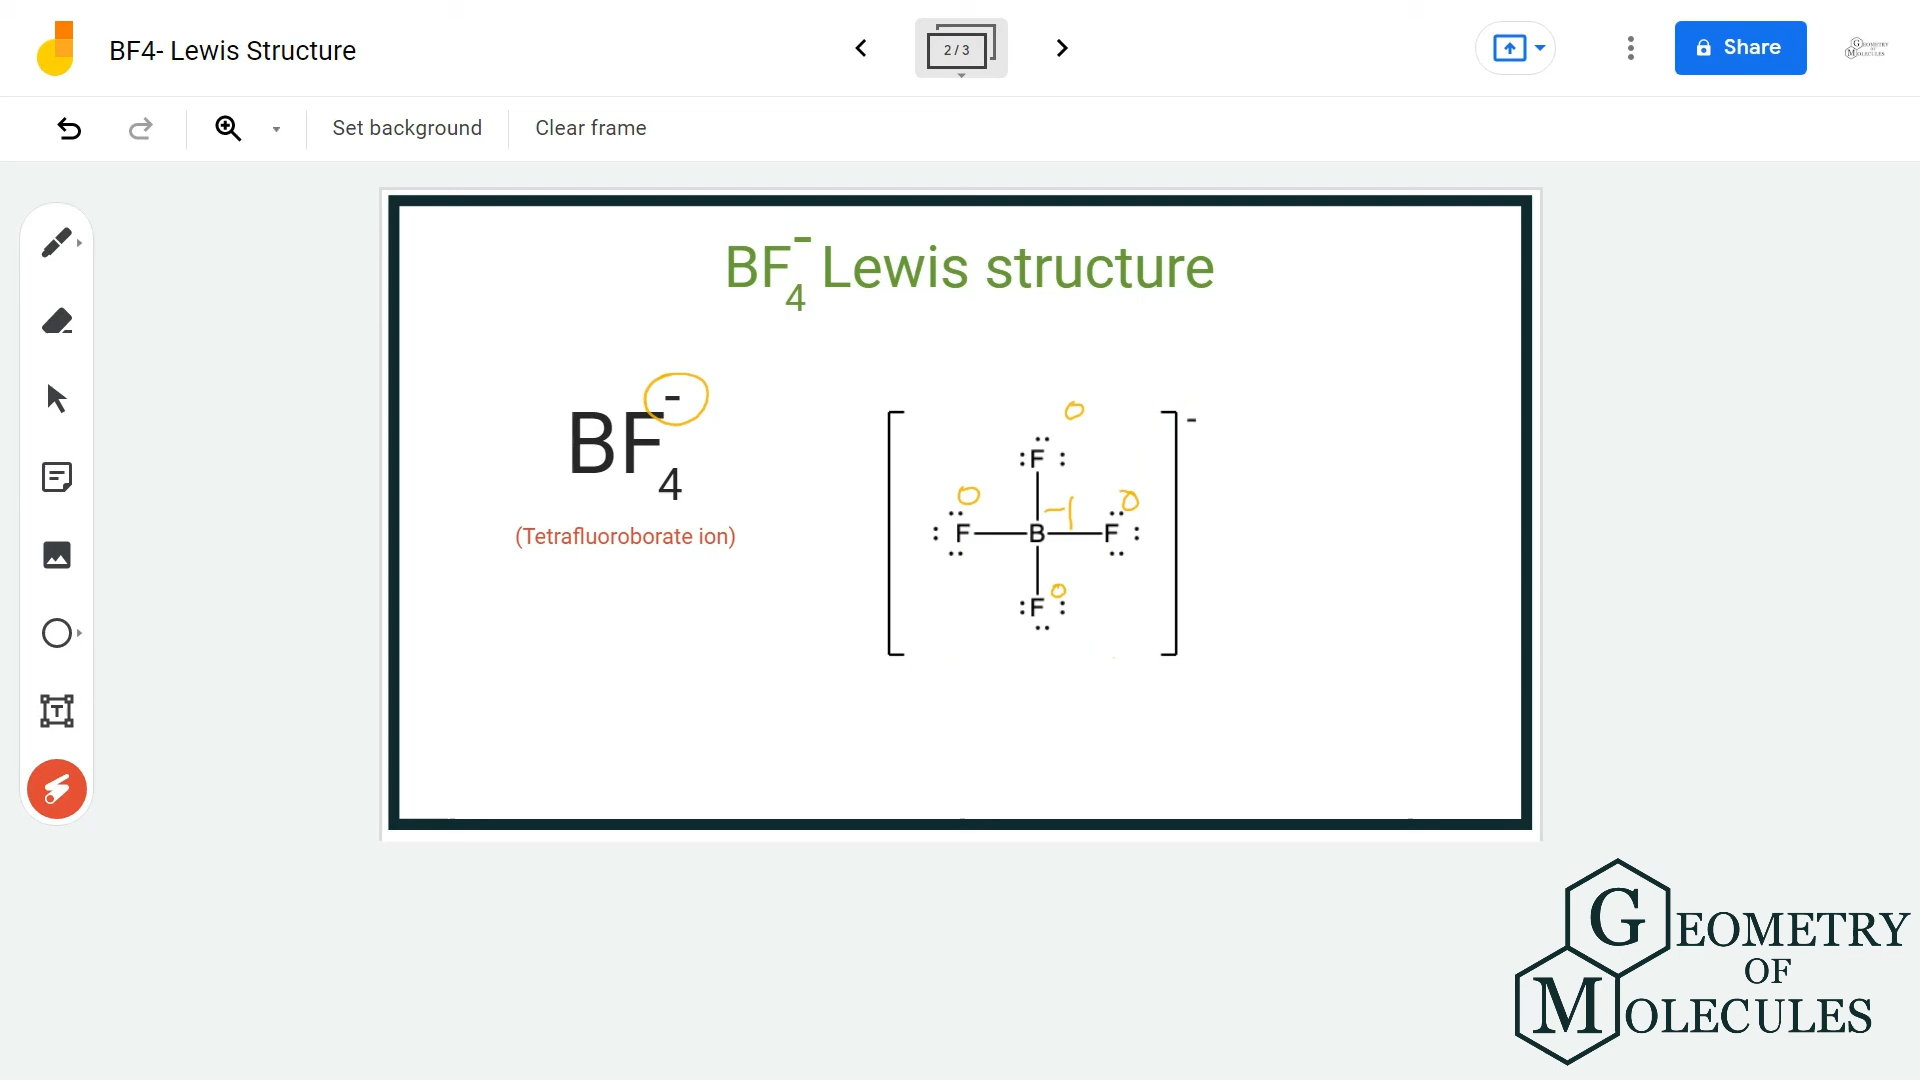 BF4- Lewis Structure
2 / 3
Share
Set background
Clear frame
BF₄⁻ Lewis structure
BF₄⁻
(Tetrafluoroborate ion)
0
-
:F:
0
-1
0
:F—B—F:
:F:
0
T
GEOMETRY
OF
MOLECULES